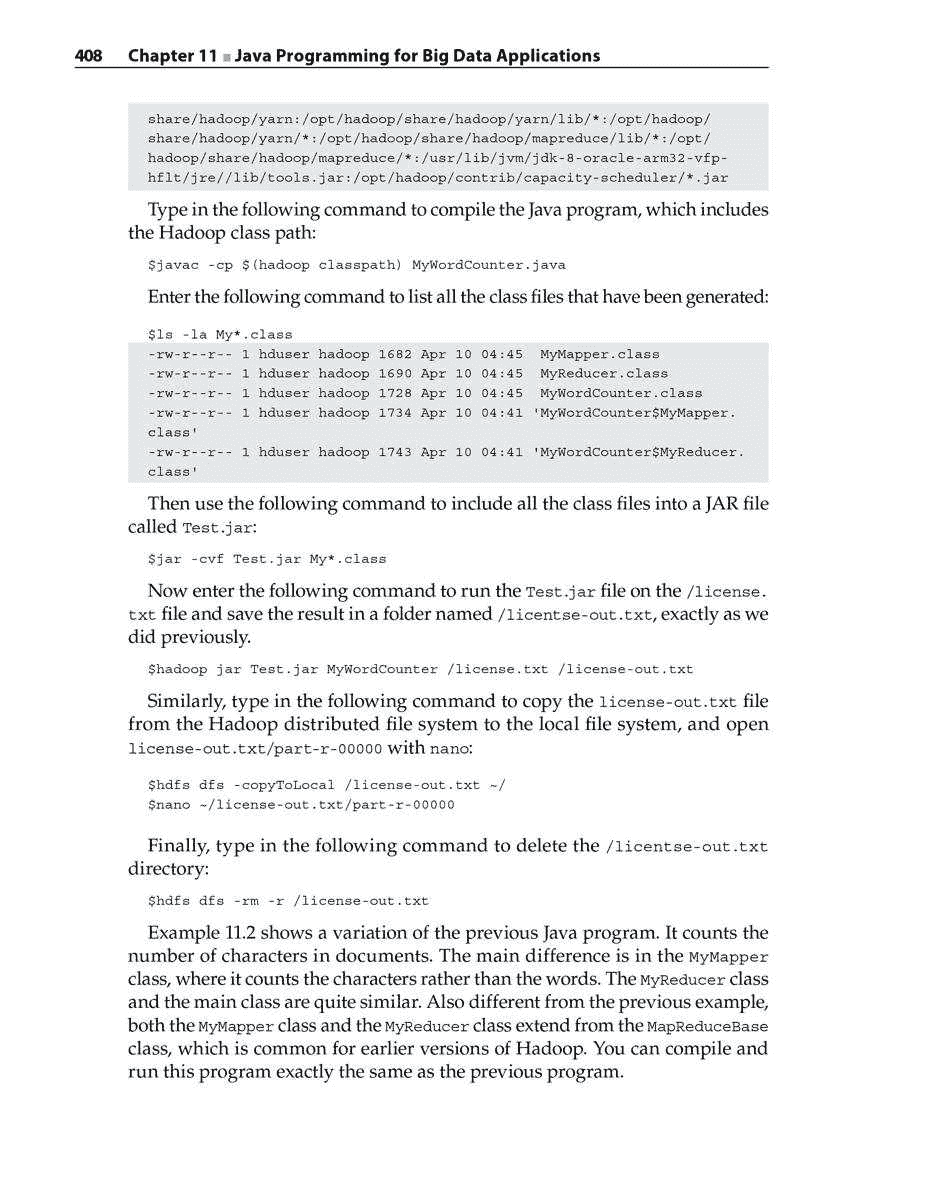 408 Chapter 11 ■ Java Programming for Big Data Applications
share/hadoop/yarn:/opt/hadoop/share/hadoop/yarn/lib/*:/opt/hadoop/
share/hadoop/yarn/*:/opt/hadoop/share/hadoop/mapreduce/lib/*:/opt/
hadoop/share/hadoop/mapreduce/*:/usr/lib/jvm/jdk-8-oracle-arm32-vfp-
hflt/jre//lib/tools.jar:/opt/hadoop/contrib/capacity-scheduler/*.jar
Type in the following command to compile the Java program, which includes
the Hadoop class path:
$javac -cp $(hadoop classpath) MyWordCounter.java
Enter the following command to list all the class files that have been generated:
$ls -la My*.class
-rw-r--r-- 1 hduser hadoop 1682 Apr 10 04:45  MyMapper.class
-rw-r--r-- 1 hduser hadoop 1690 Apr 10 04:45  MyReducer.class
-rw-r--r-- 1 hduser hadoop 1728 Apr 10 04:45  MyWordCounter.class
-rw-r--r-- 1 hduser hadoop 1734 Apr 10 04:41 'MyWordCounter$MyMapper.
class'
-rw-r--r-- 1 hduser hadoop 1743 Apr 10 04:41 'MyWordCounter$MyReducer.
class'
Then use the following command to include all the class files into a JAR file
called Test.jar:
$jar -cvf Test.jar My*.class
Now enter the following command to run the Test.jar file on the /license.
txt file and save the result in a folder named /licentse-out.txt, exactly as we
did previously.
$hadoop jar Test.jar MyWordCounter /license.txt /license-out.txt
Similarly, type in the following command to copy the license-out.txt file
from the Hadoop distributed file system to the local file system, and open
license-out.txt/part-r-00000 with nano:
$hdfs dfs -copyToLocal /license-out.txt ~/
$nano ~/license-out.txt/part-r-00000
Finally, type in the following command to delete the /licentse-out.txt
directory:
$hdfs dfs -rm -r /license-out.txt
Example 11.2 shows a variation of the previous Java program. It counts the
number of characters in documents. The main difference is in the MyMapper
class, where it counts the characters rather than the words. The MyReducer class
and the main class are quite similar. Also different from the previous example,
both the MyMapper class and the MyReducer class extend from the MapReduceBase
class, which is common for earlier versions of Hadoop. You can compile and
run this program exactly the same as the previous program.